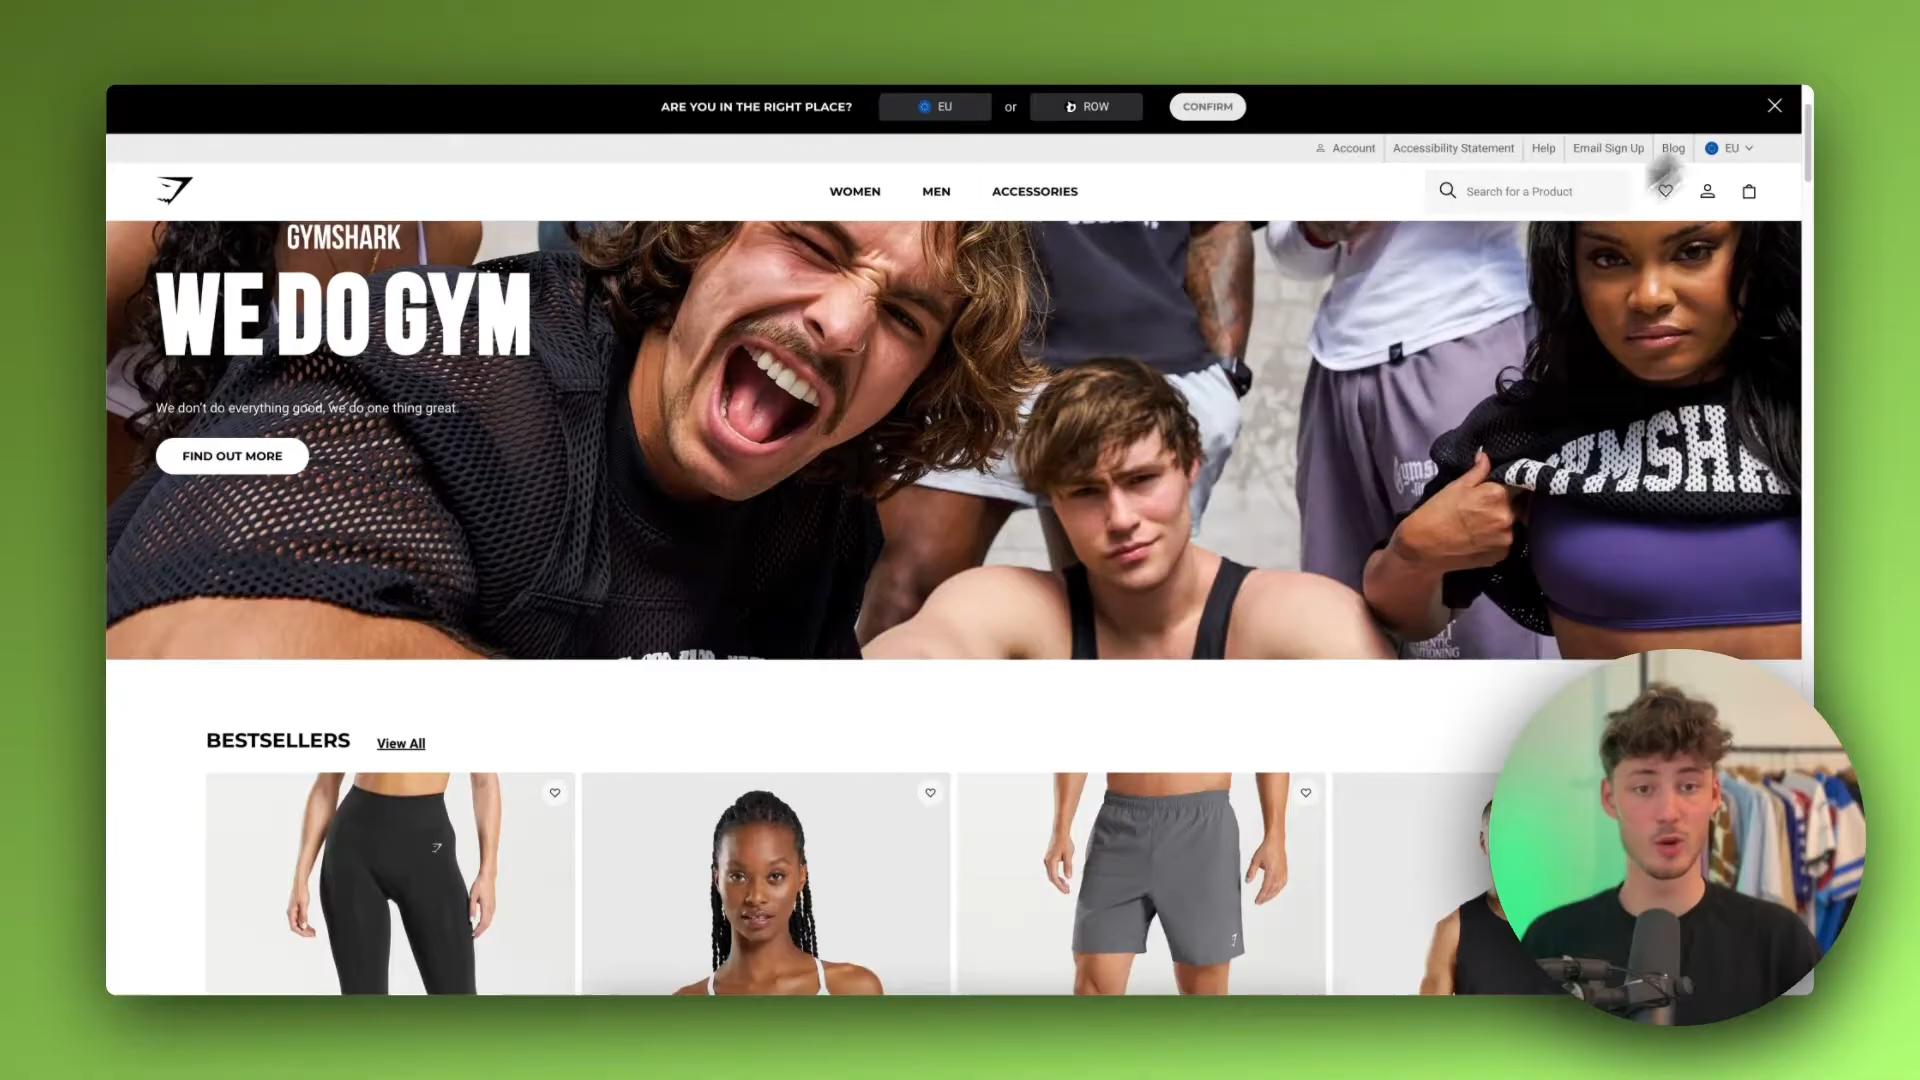 ARE YOU IN THE RIGHT PLACE? EU or ROW CONFIRM
Account Accessibility Statement Help Email Sign Up Blog EU
WOMEN MEN ACCESSORIES Search for a Product
GYMSHARK
WE DO GYM
We don't do everything good, we do one thing great.
FIND OUT MORE
GYMSHA
BESTSELLERS View All